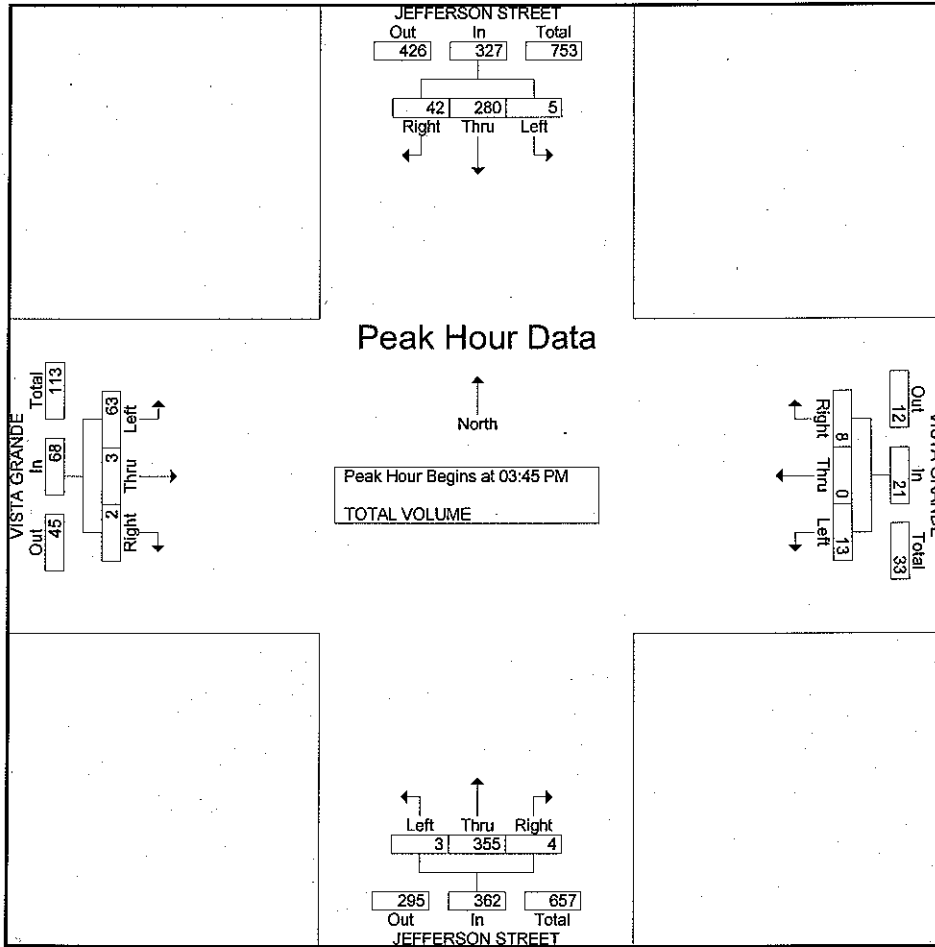 JEFFERSON STREET
Out In Total
426 327 753
42 280 5
Right Thru Left
Peak Hour Data
North
Peak Hour Begins at 03:45 PM
TOTAL VOLUME
VISTA GRANDE
Out In Total
45 68 113
2 3 63
Right Thru Left
Out In Total
12 21 33
8 0 13
Right Thru Left
Left Thru Right
3 355 4
295 362 657
Out In Total
JEFFERSON STREET